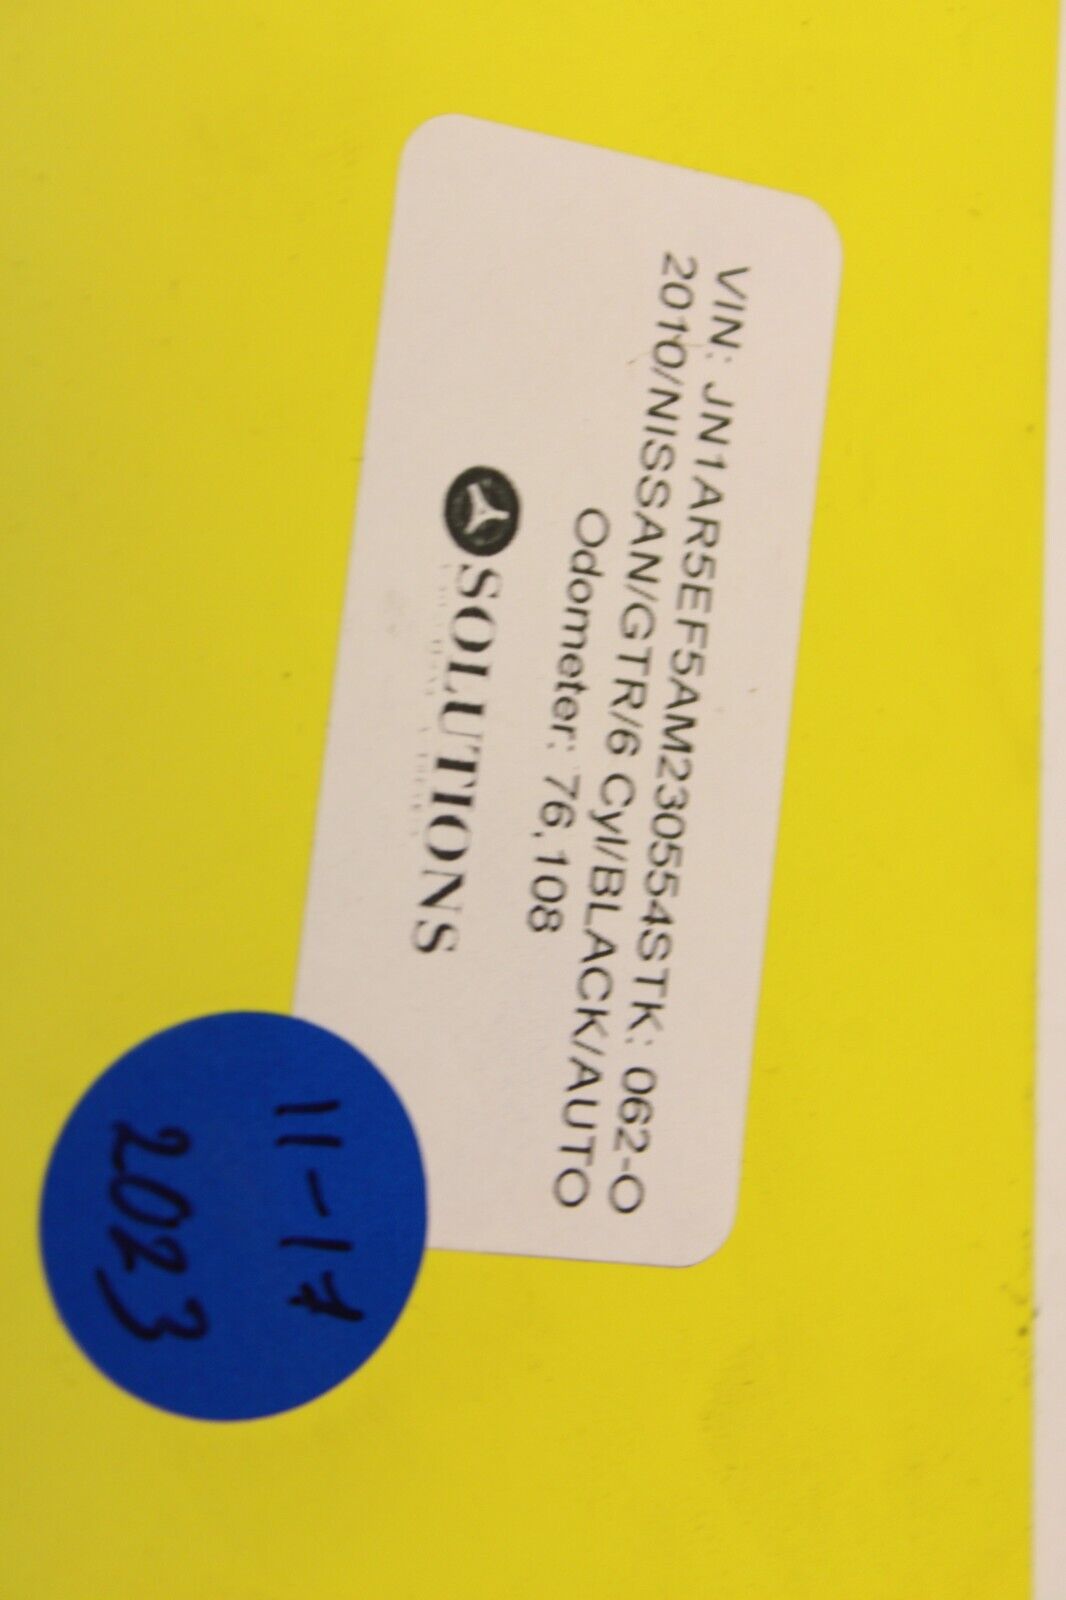 VIN: JN1AR5EF5AM230554STK: 062-O
2010/NISSAN/GTR/6 Cyl/BLACK/AUTO
Odometer: 76,108
SOLUTIONS
11-17
2023